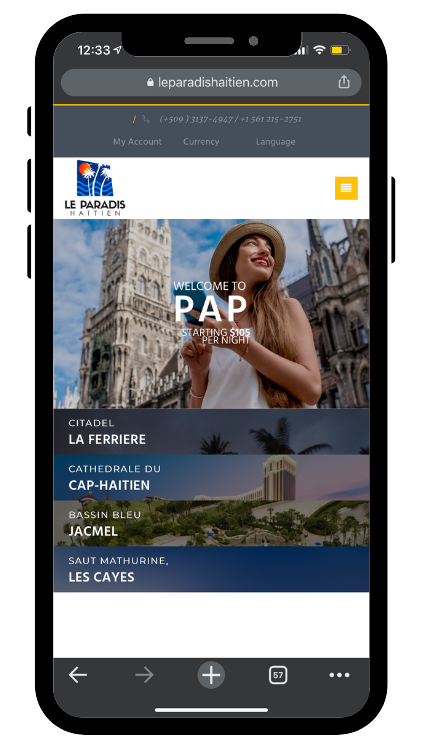 12:33
leparadishaitien.com
/ (+509 ) 3137-4947 / +1 561 215-2751
My Account Currency Language
LE PARADIS
HAITIEN
WELCOME TO
PAP
STARTING $105
PER NIGHT
CITADEL
LA FERRIERE
CATHEDRALE DU
CAP-HAITIEN
BASSIN BLEU
JACMEL
SAUT MATHURINE,
LES CAYES
57